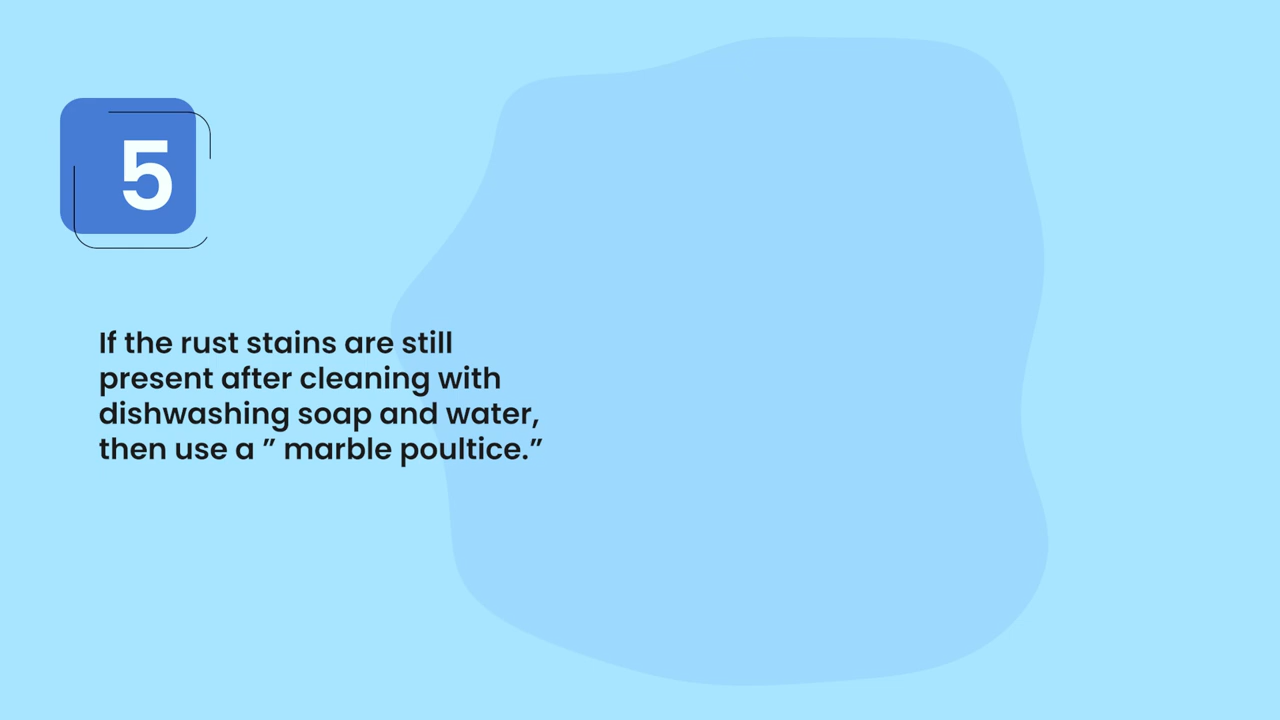 5
If the rust stains are still
present after cleaning with
dishwashing soap and water,
then use a ” marble poultice.”